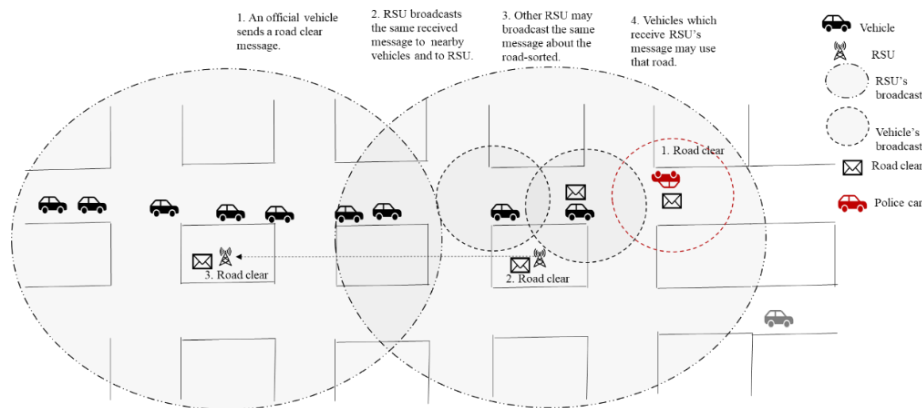 1. An official vehicle
sends a road clear
message.
2. RSU broadcasts
the same received
message to nearby
vehicles and to RSU.
3. Other RSU may
broadcast the same
message about the
road-sorted.
4. Vehicles which
receive RSU's
message may use
that road.
Vehicle
RSU
RSU's
broadcast
Vehicle's
broadcast
Road clear
Police car
1. Road clear
2. Road clear
3. Road clear